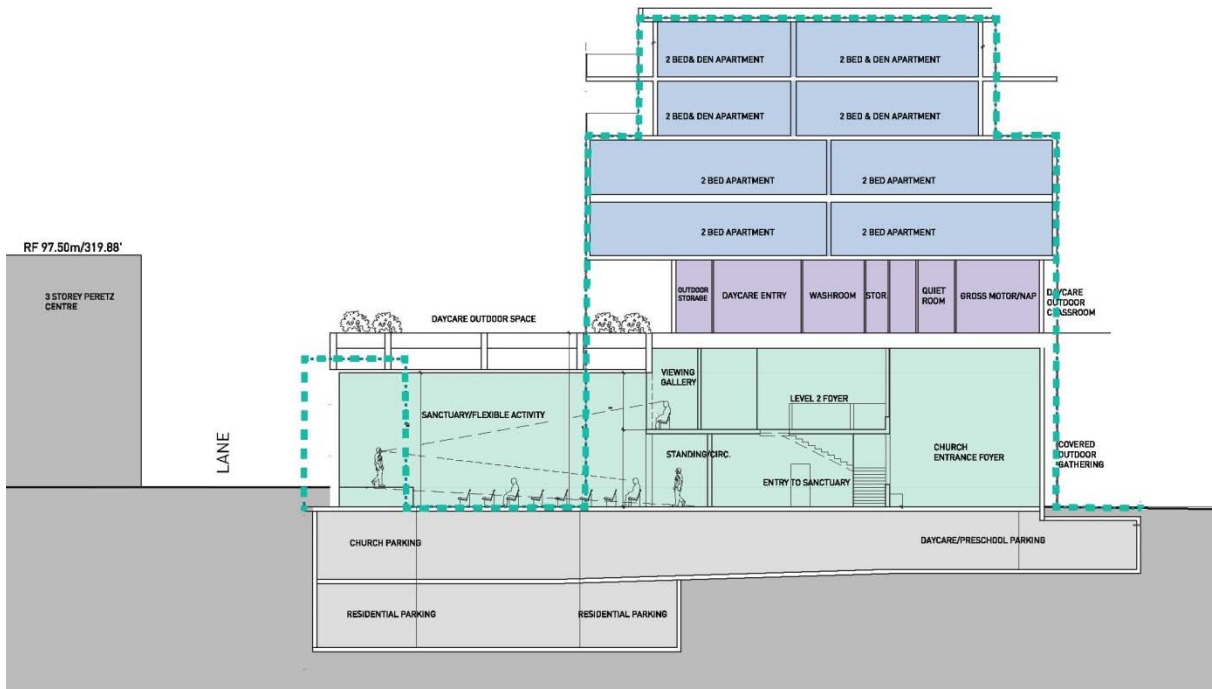 2 BED& DEN APARTMENT
2 BED& DEN APARTMENT
2 BED& DEN APARTMENT
2 BED& DEN APARTMENT
2 BED APARTMENT
2 BED APARTMENT
2 BED APARTMENT
2 BED APARTMENT
RF 97.50m/319.88'
3 STOREY PERETZ
CENTRE
OUTDOOR
STORAGE
DAYCARE ENTRY
WASHROOM
STOR.
QUIET
ROOM
GROSS MOTOR/NAP
DAYCARE
OUTDOOR
CLASSROOM
DAYCARE OUTDOOR SPACE
VIEWING
GALLERY
LEVEL 2 FOYER
SANCTUARY/FLEXIBLE ACTIVITY
LANE
STANDING/CIRC.
ENTRY TO SANCTUARY
CHURCH
ENTRANCE FOYER
COVERED
OUTDOOR
GATHERING
CHURCH PARKING
DAYCARE/PRESCHOOL PARKING
RESIDENTIAL PARKING
RESIDENTIAL PARKING